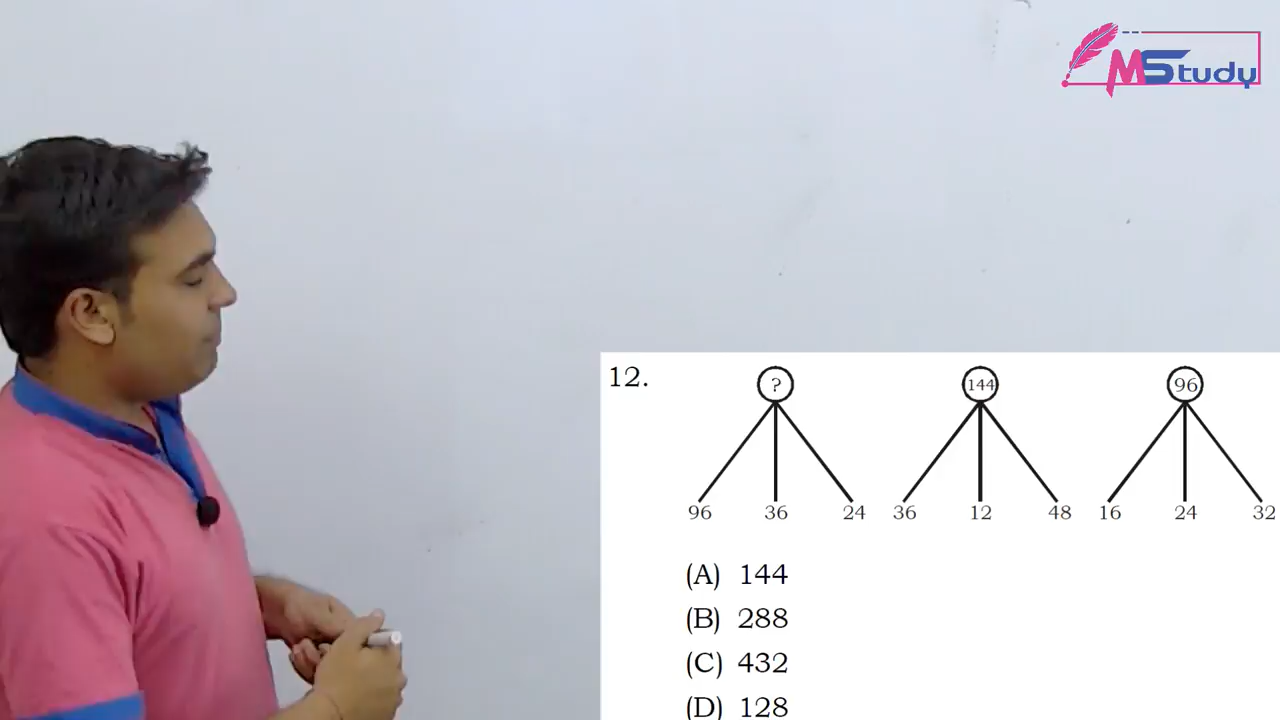 MStudy
12.
? 144 96
96 36 24 36 12 48 16 24 32
(A) 144
(B) 288
(C) 432
(D) 128